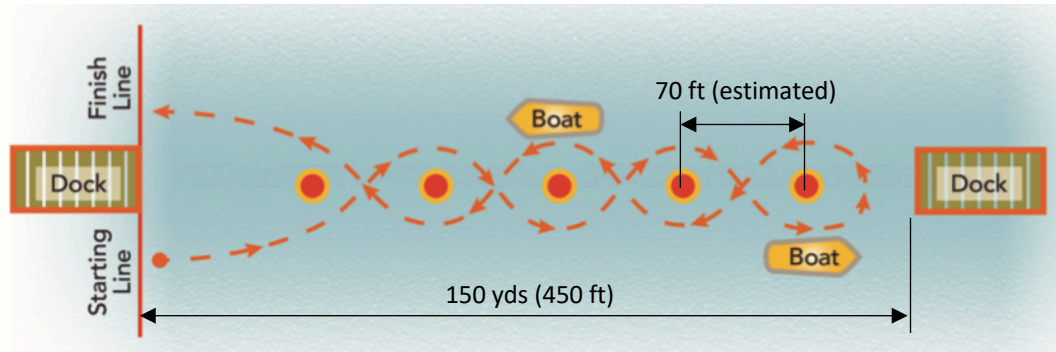 Finish
Line
70 ft (estimated)
Boat
Dock
Dock
Starting
Line
Boat
150 yds (450 ft)